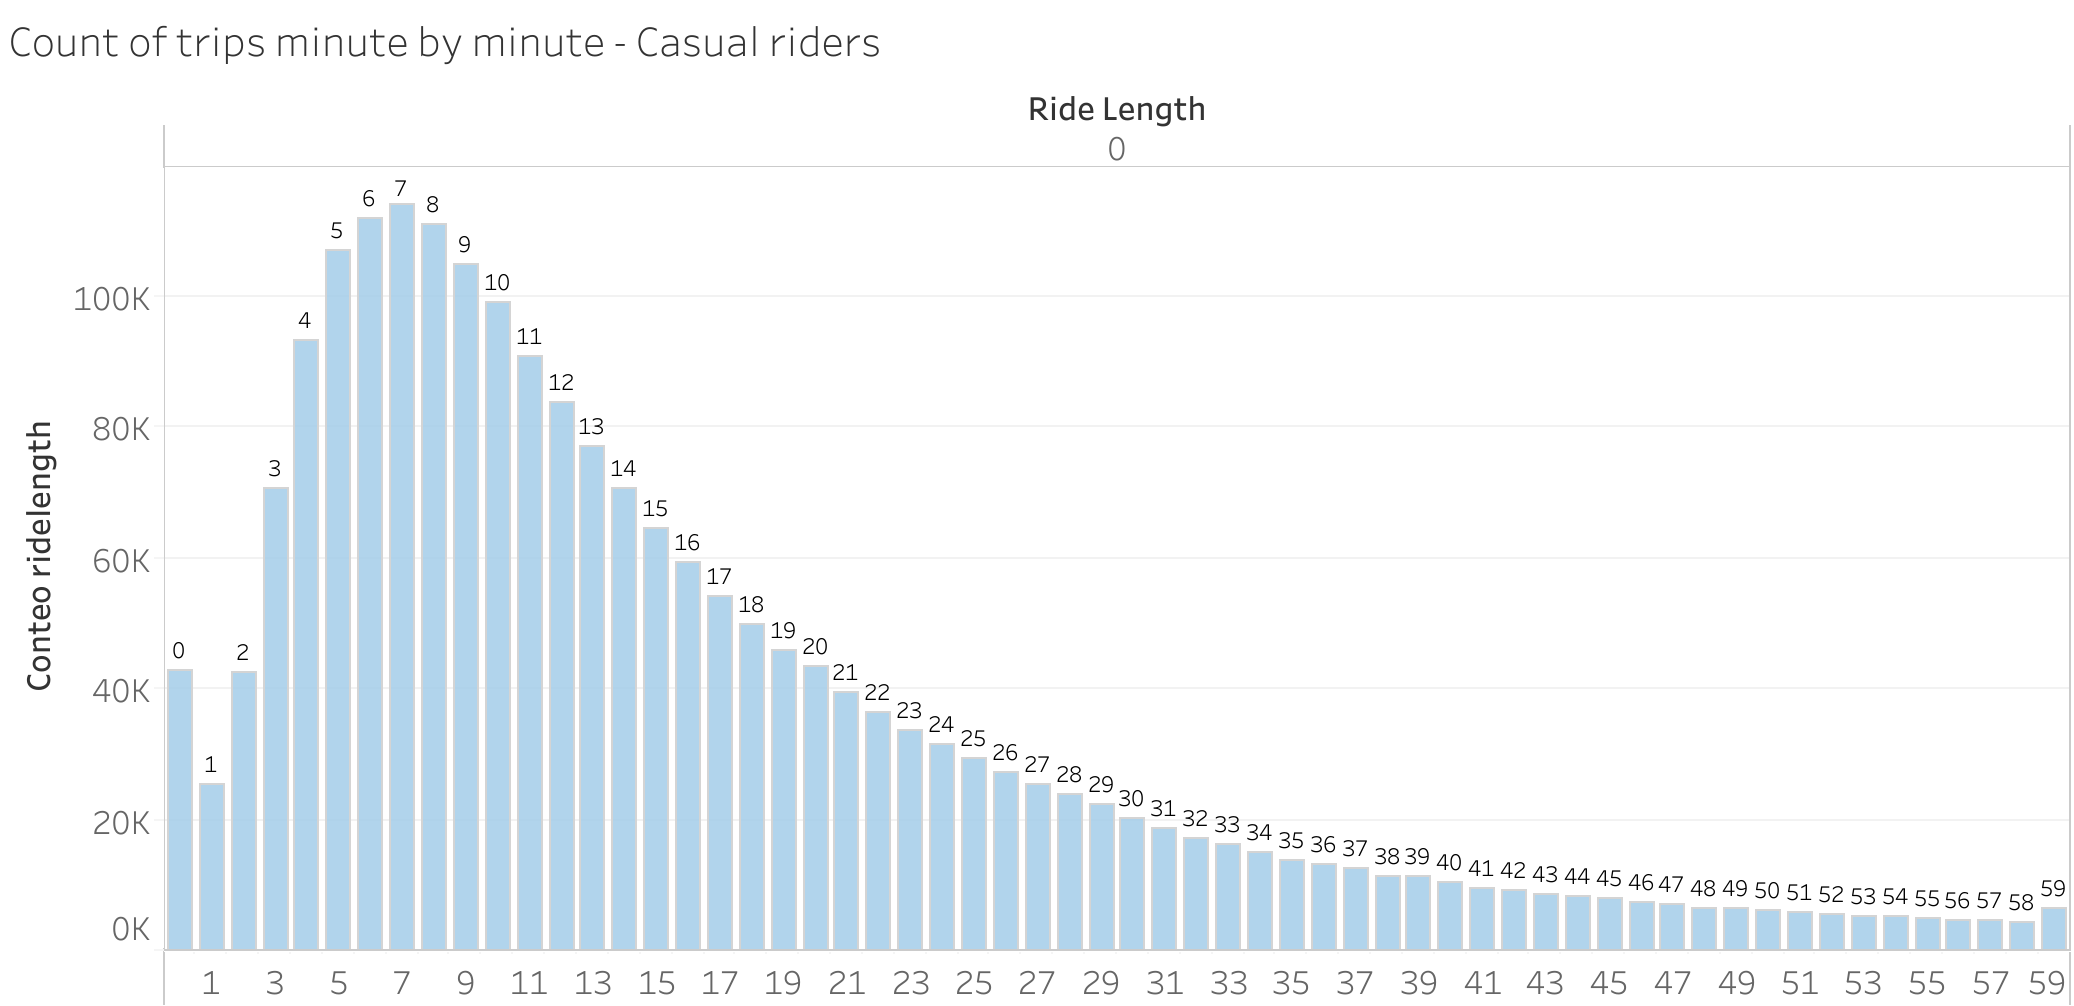 Count of trips minute by minute - Casual riders
Ride Length
0
Conteo ridelength
100K
80K
60K
40K
20K
0K
0 1 2 3 4 5 6 7 8 9 10 11 12 13 14 15 16 17 18 19 20 21 22 23 24 25 26 27 28 29 30 31 32 33 34 35 36 37 38 39 40 41 42 43 44 45 46 47 48 49 50 51 52 53 54 55 56 57 58 59
1 3 5 7 9 11 13 15 17 19 21 23 25 27 29 31 33 35 37 39 41 43 45 47 49 51 53 55 57 59